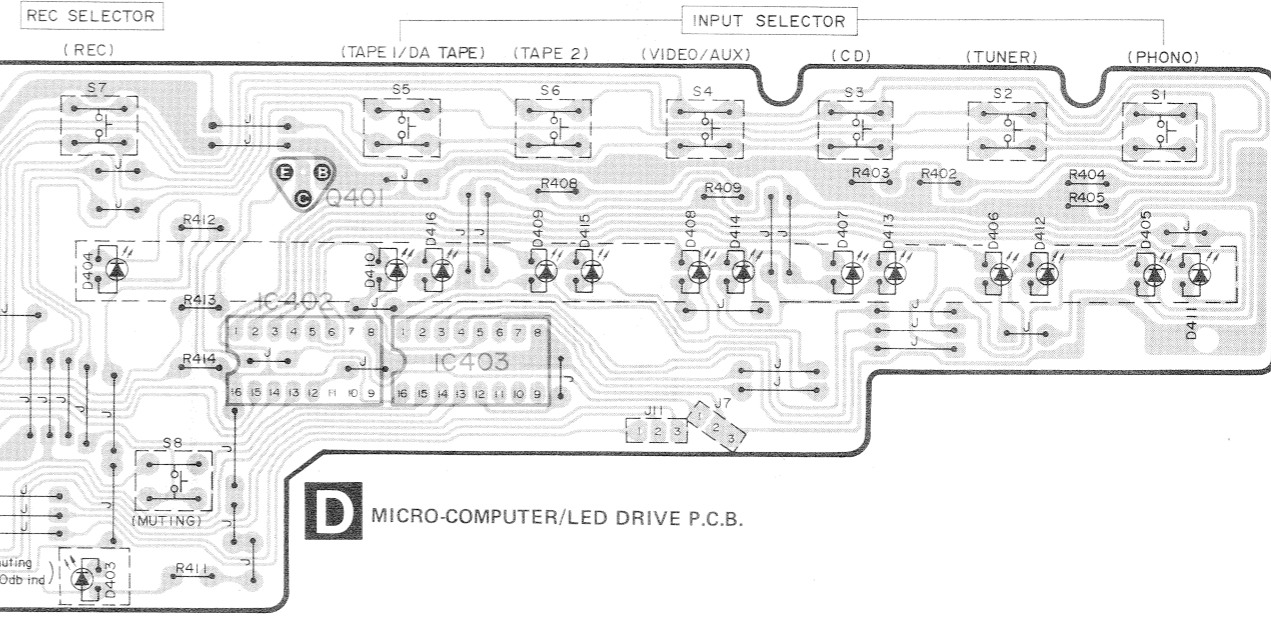 REC SELECTOR
INPUT SELECTOR
(REC)
(TAPE 1/DA TAPE)
(TAPE 2)
(VIDEO/AUX)
(CD)
(TUNER)
(PHONO)
S7
S5
S6
S4
S3
S2
S1
J
J
J
J
J
E
B
C
Q401
R408
R409
R403
R402
R404
R405
R412
J
J
J
J
J
D404
D410
D416
D409
D415
D408
D414
D407
D413
D406
D412
D405
D411
R413
IC402
J
J
J
J
J
J
J
1 2 3 4 5 6 7 8
1 2 3 4 5 6 7 8
R414
J
J
IC403
J
J
J
16 15 14 13 12 11 10 9
16 15 14 13 12 11 10 9
J
J
J
J
J
J11
1 2 3
J7
1 2 3
S8
J
(MUTING)
J
J
J
J
J
J
D MICRO-COMPUTER/LED DRIVE P.C.B.
uting
0db ind)
D403
R411